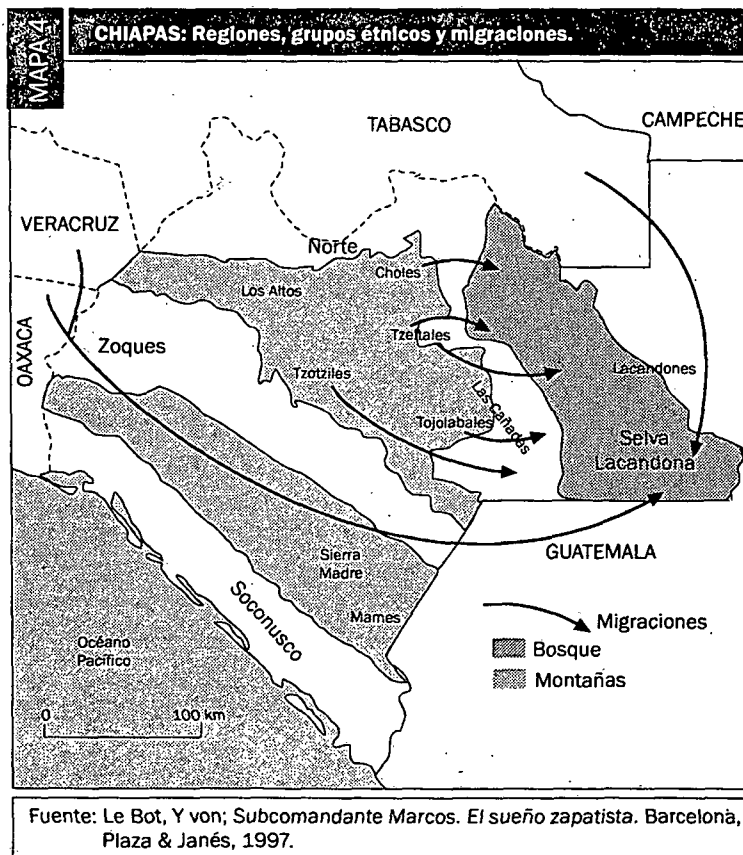 MAPA 4
CHIAPAS: Regiones, grupos étnicos y migraciones.
TABASCO
CAMPECHE
VERACRUZ
Norte
Choles
Los Altos
OAXACA
Zoques
Tzeltales
Tzotziles
Lacandones
Las Cañadas
Tojolabales
Selva
Lacandona
GUATEMALA
Sierra
Madre
Soconusco
Mames
Migraciones
Océano
Pacífico
Bosque
Montañas
0 100 km
Fuente: Le Bot, Y von; Subcomandante Marcos. El sueño zapatista. Barcelona,
Plaza & Janés, 1997.